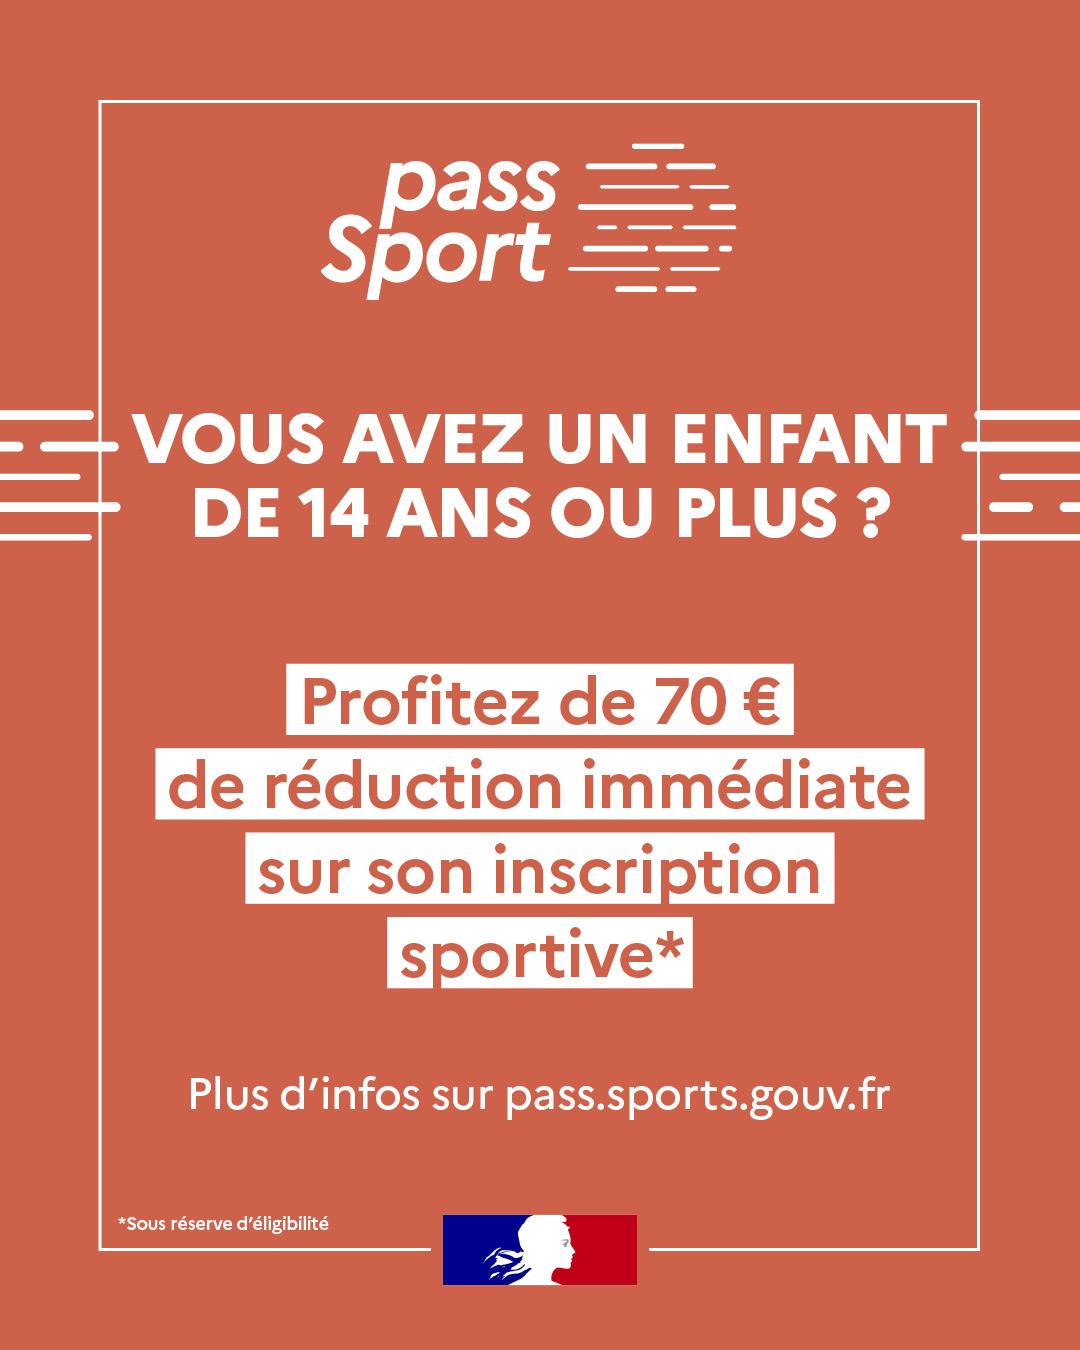 pass
Sport
VOUS AVEZ UN ENFANT
DE 14 ANS OU PLUS ?
Profitez de 70 €
de réduction immédiate
sur son inscription
sportive*
Plus d’infos sur pass.sports.gouv.fr
*Sous réserve d’éligibilité